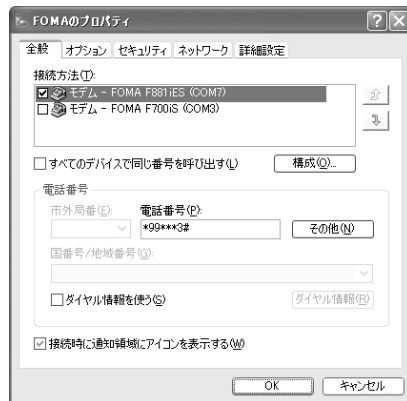 FOMAのプロパティ
全般 オプション セキュリティ ネットワーク 詳細設定
接続方法(T):
モデム - FOMA F881iES (COM7)
モデム - FOMA F700iS (COM3)
すべてのデバイスで同じ番号を呼び出す(L) 構成(O)...
電話番号
市外局番(E): 電話番号(P):
*99***3# その他(N)
国番号/地域番号(G):
ダイヤル情報を使う(S) ダイヤル情報(R)
接続時に通知領域にアイコンを表示する(W)
OK キャンセル